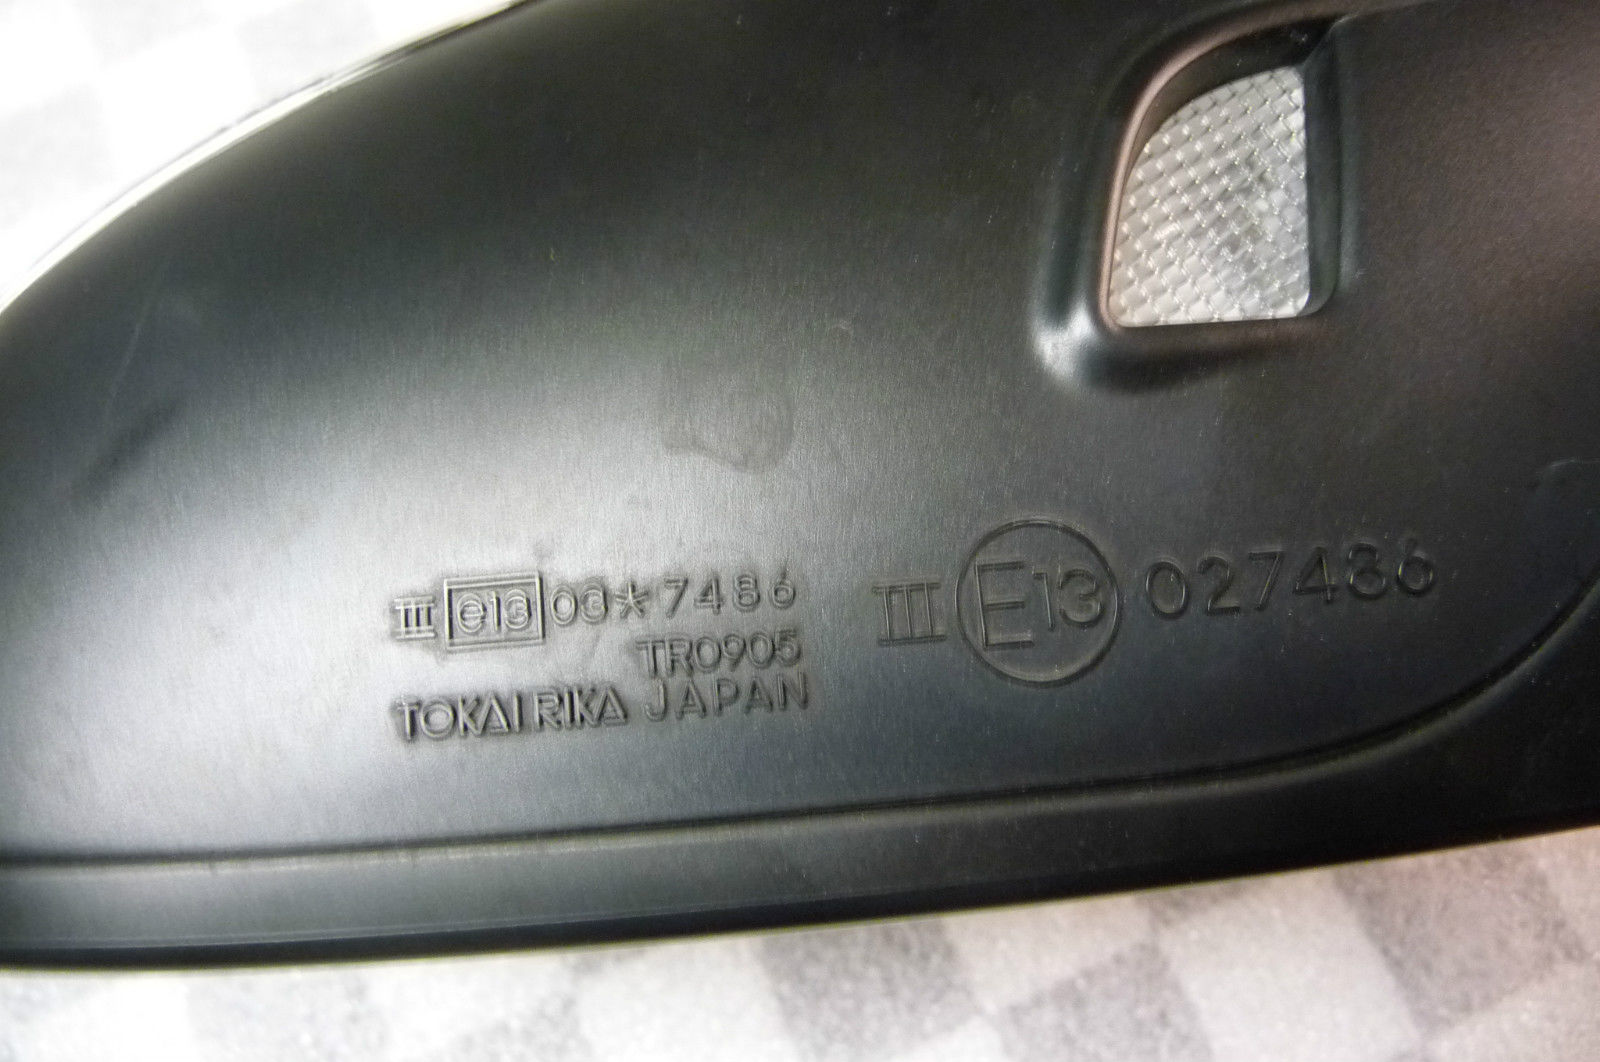 III e13 03*7486
TR0905
TOKAI RIKA JAPAN
III E13 027486